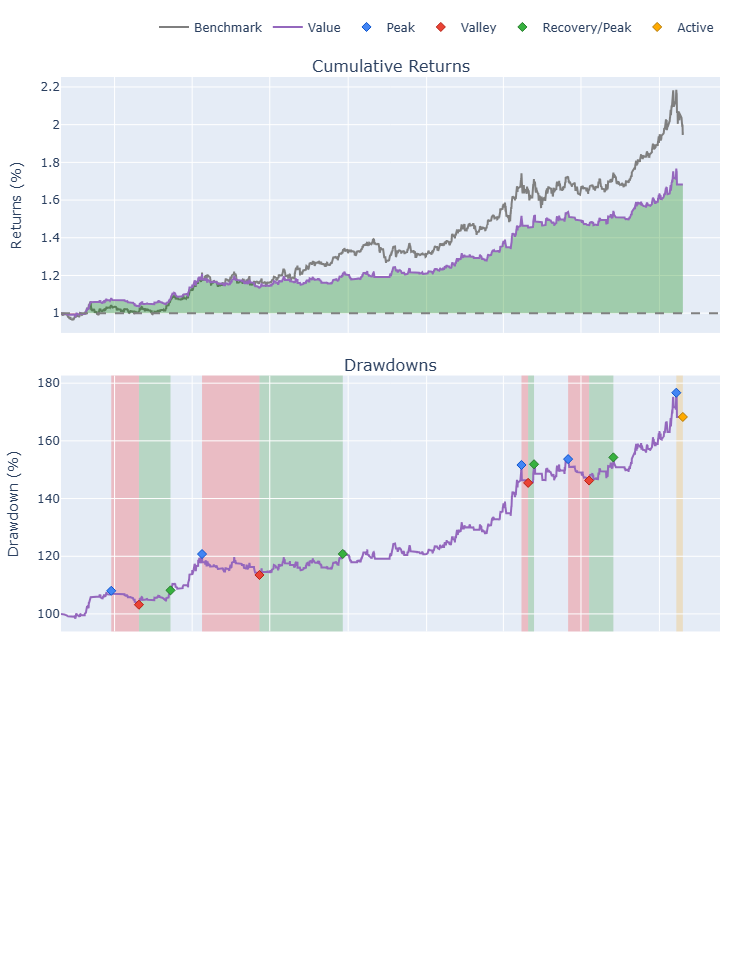 Benchmark Value Peak Valley Recovery/Peak Active
Cumulative Returns
Returns (%)
2.2
2
1.8
1.6
1.4
1.2
1
Drawdowns
Drawdown (%)
180
160
140
120
100